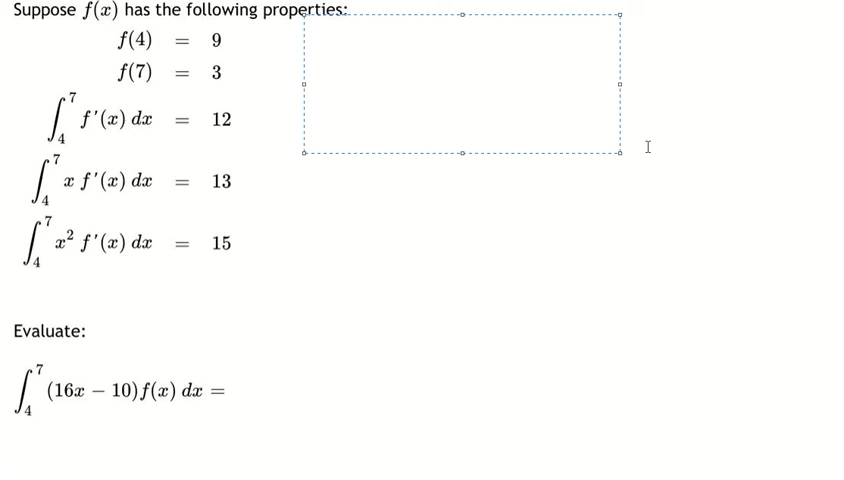 Suppose f(x) has the following properties:
f(4) = 9
f(7) = 3
∫₄⁷ f'(x) dx = 12
∫₄⁷ x f'(x) dx = 13
∫₄⁷ x² f'(x) dx = 15
Evaluate:
∫₄⁷ (16x − 10) f(x) dx =